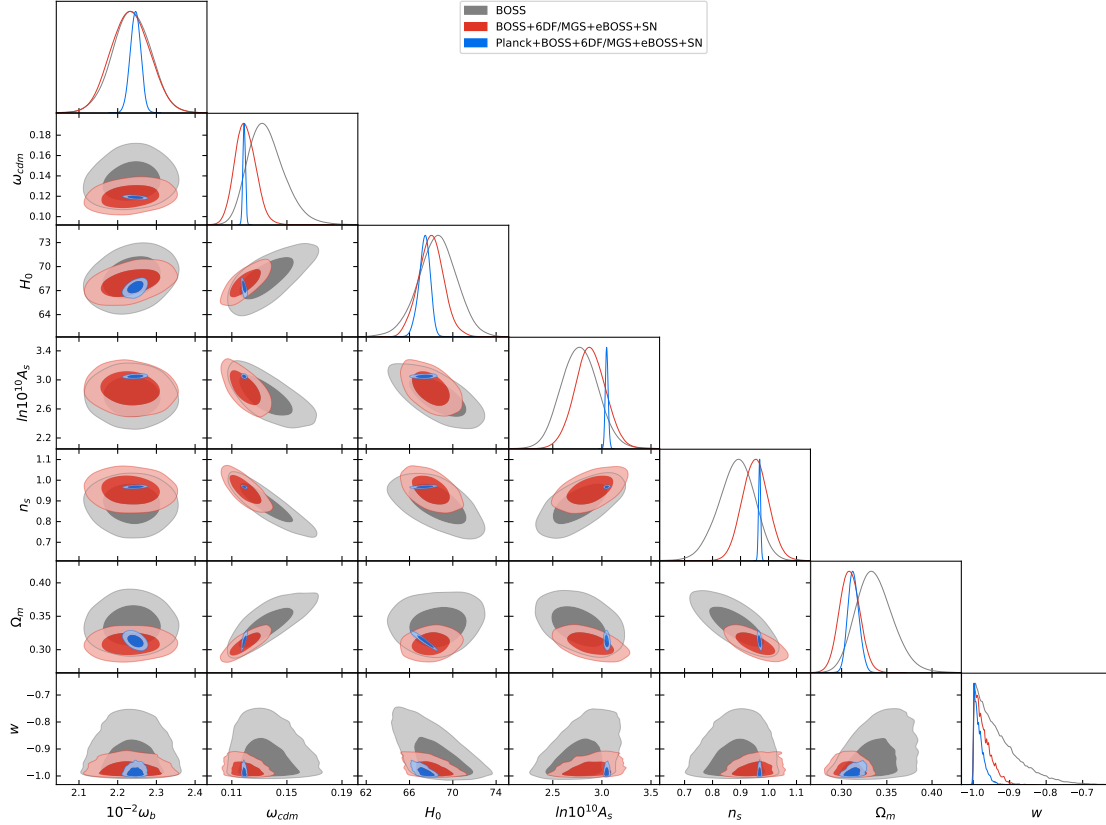 BOSS
BOSS+6DF/MGS+eBOSS+SN
Planck+BOSS+6DF/MGS+eBOSS+SN
0.18
0.16
0.14
0.12
0.10
ω_cdm
73
70
67
64
H_0
3.4
3.0
2.6
2.2
ln10^10A_s
1.1
1.0
0.9
0.8
0.7
n_s
0.40
0.35
0.30
Ω_m
−0.7
−0.8
−0.9
−1.0
w
2.1 2.2 2.3 2.4
0.11 0.15 0.19
62 66 70 74
2.5 3.0 3.5
0.7 0.8 0.9 1.0 1.1
0.30 0.35 0.40
−1.0 −0.9 −0.8 −0.7
10^−2ω_b
ω_cdm
H_0
ln10^10A_s
n_s
Ω_m
w